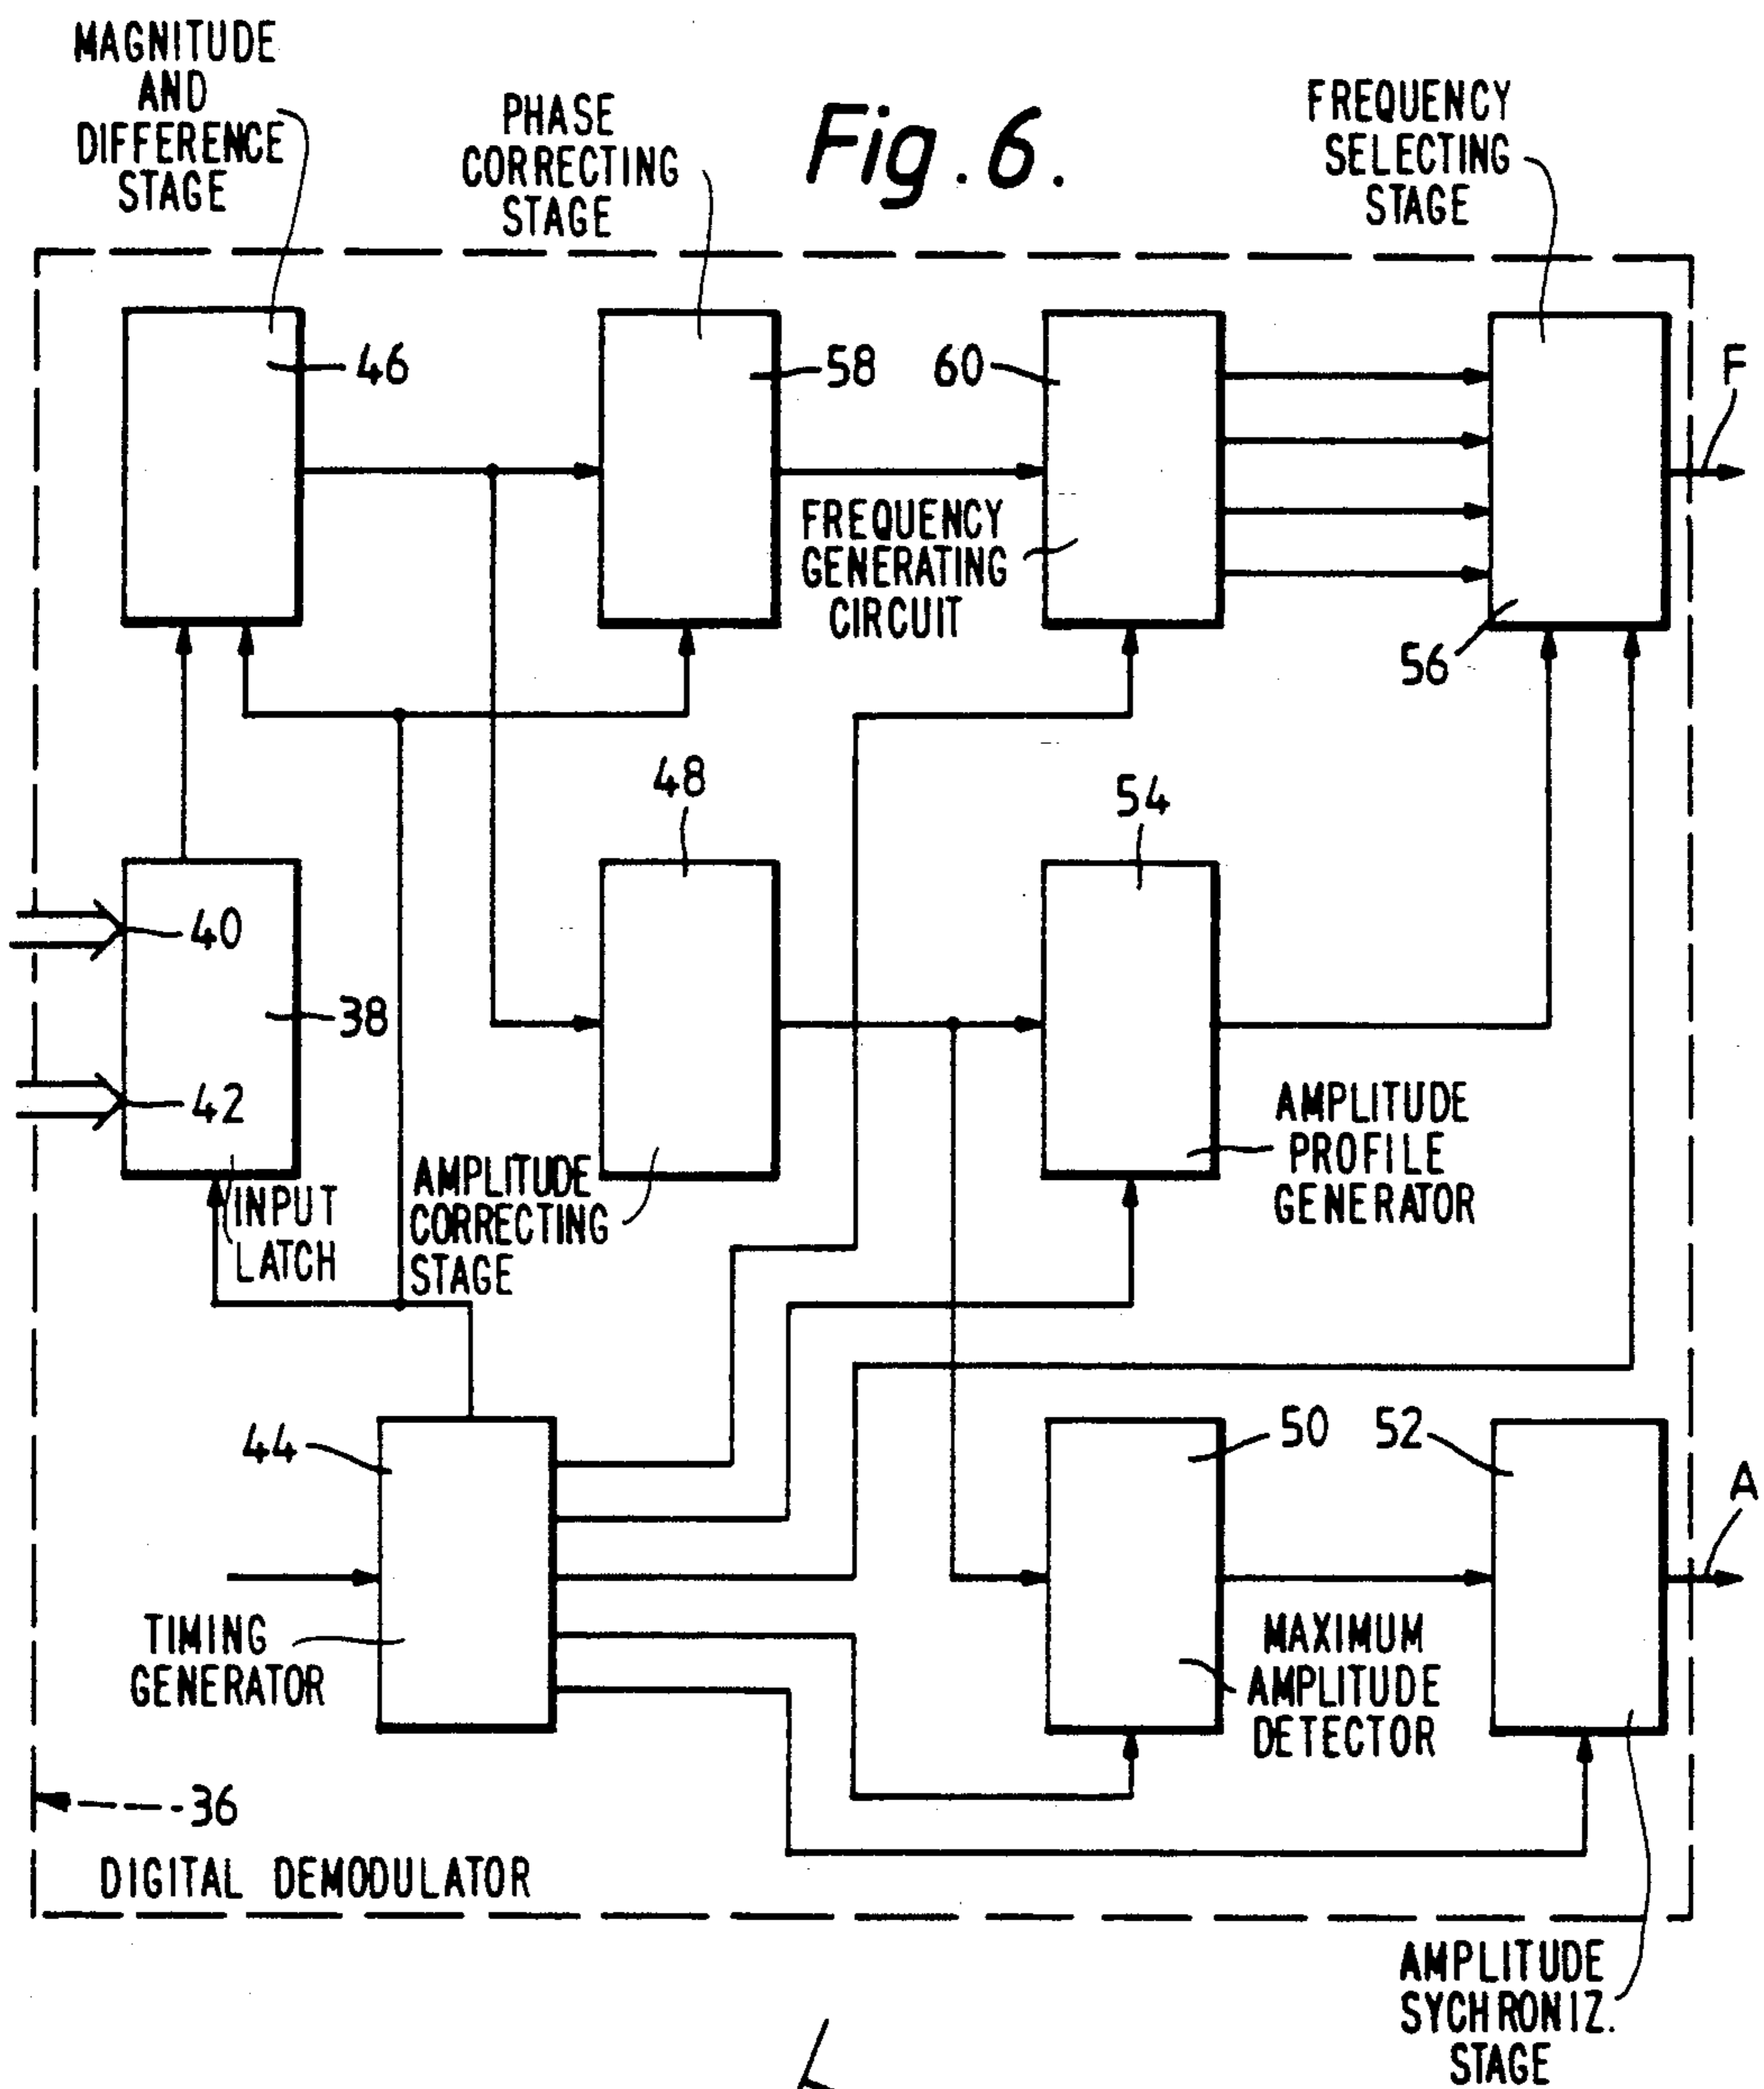 MAGNITUDE
AND
DIFFERENCE
STAGE
PHASE
CORRECTING
STAGE
Fig. 6.
FREQUENCY
SELECTING
STAGE
46
58
60
F
FREQUENCY
GENERATING
CIRCUIT
56
48
54
40
38
42
INPUT
LATCH
AMPLITUDE
CORRECTING
STAGE
AMPLITUDE
PROFILE
GENERATOR
44
50
52
A
TIMING
GENERATOR
MAXIMUM
AMPLITUDE
DETECTOR
36
DIGITAL DEMODULATOR
AMPLITUDE
SYCHRONIZ.
STAGE